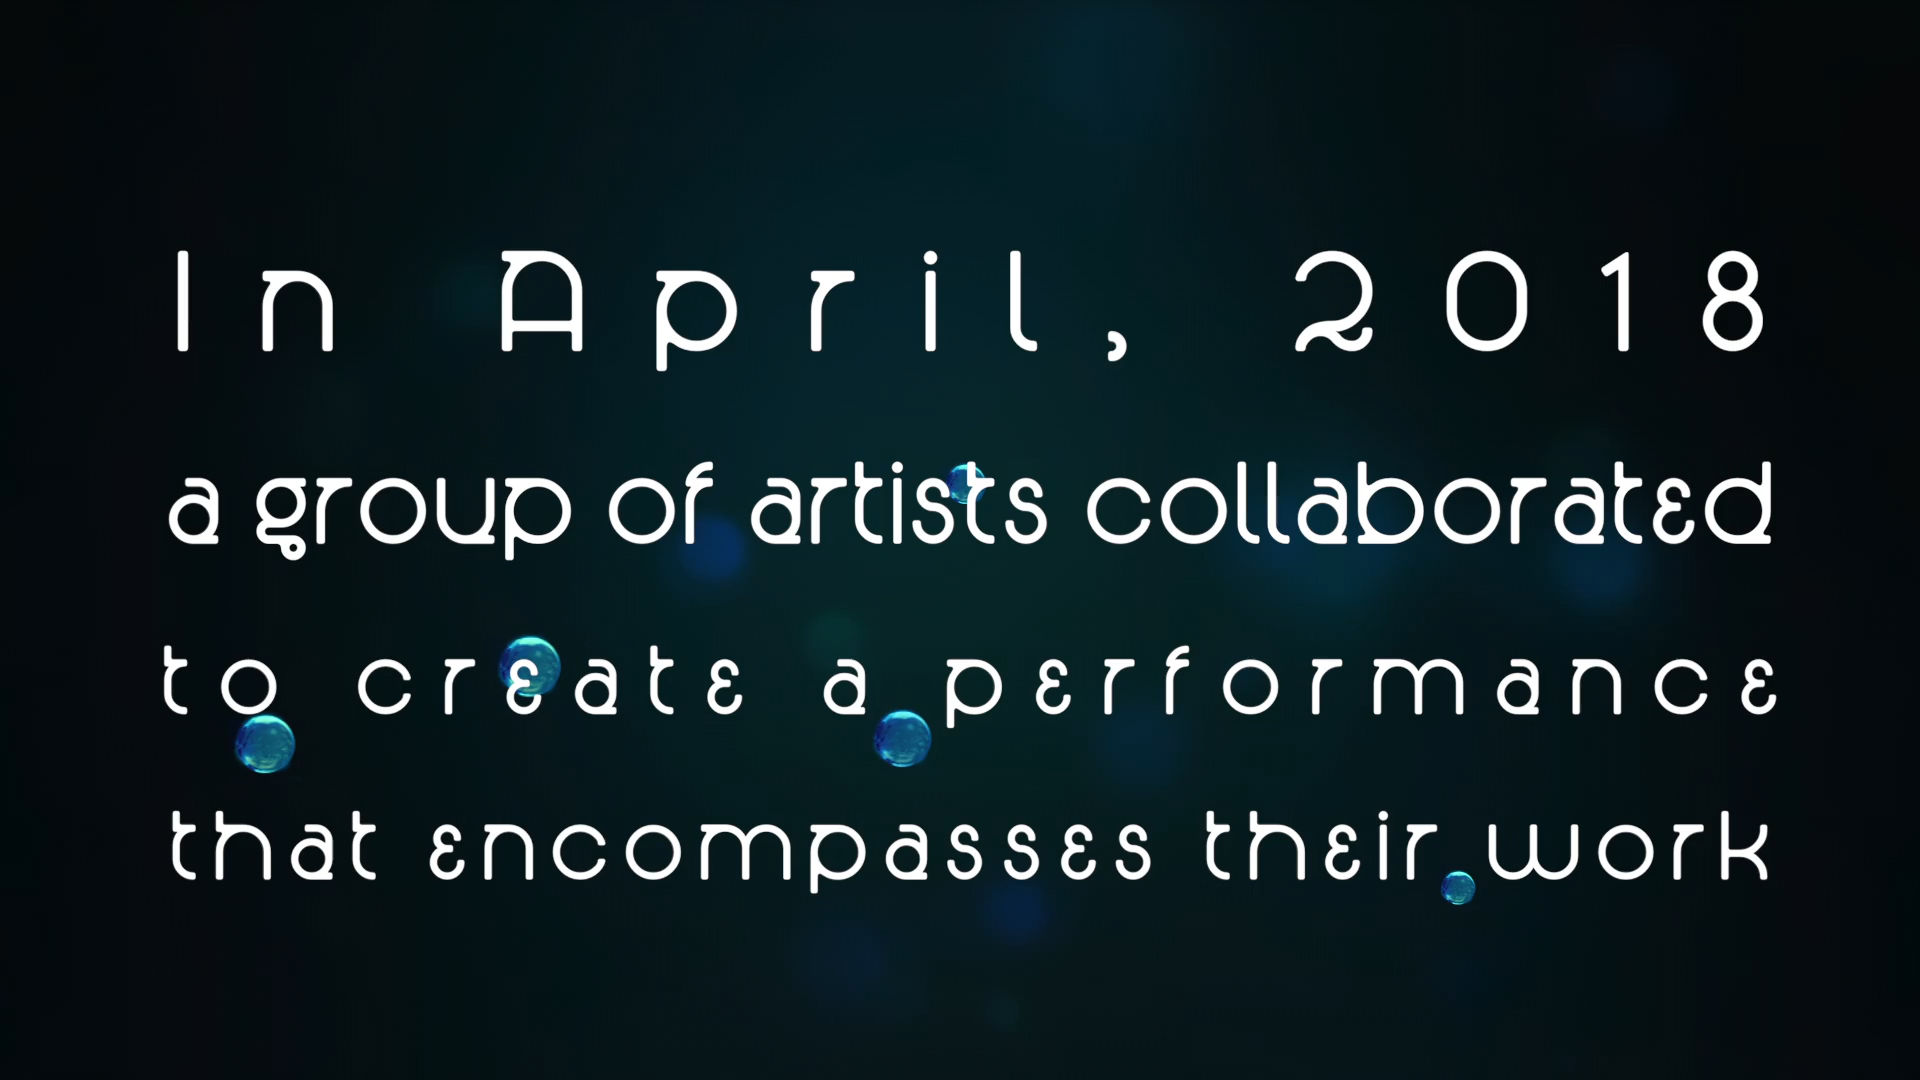 In April, 2018
a group of artists collaborated
to create a performance
that encompasses their work